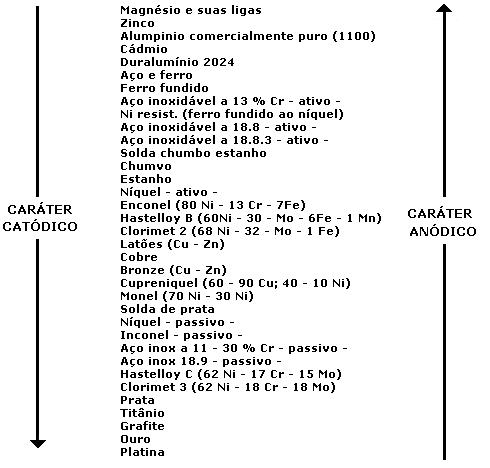 Magnésio e suas ligas
Zinco
Alumpinio comercialmente puro (1100)
Cádmio
Duralumínio 2024
Aço e ferro
Ferro fundido
Aço inoxidável a 13 % Cr - ativo -
Ni resist. (ferro fundido ao níquel)
Aço inoxidável a 18.8 - ativo -
Aço inoxidável a 18.8.3 - ativo -
Solda chumbo estanho
Chumvo
Estanho
Níquel - ativo -
Enconel (80 Ni - 13 Cr - 7Fe)
Hastelloy B (60Ni - 30 - Mo - 6Fe - 1 Mn)
Clorimet 2 (68 Ni - 32 - Mo - 1 Fe)
Latões (Cu - Zn)
Cobre
Bronze (Cu - Zn)
Cupreniquel (60 - 90 Cu; 40 - 10 Ni)
Monel (70 Ni - 30 Ni)
Solda de prata
Níquel - passivo -
Inconel - passivo -
Aço inox a 11 - 30 % Cr - passivo -
Aço inox 18.9 - passivo -
Hastelloy C (62 Ni - 17 Cr - 15 Mo)
Clorimet 3 (62 Ni - 18 Cr - 18 Mo)
Prata
Titânio
Grafite
Ouro
Platina
CARÁTER
CATÓDICO
CARÁTER
ANÓDICO